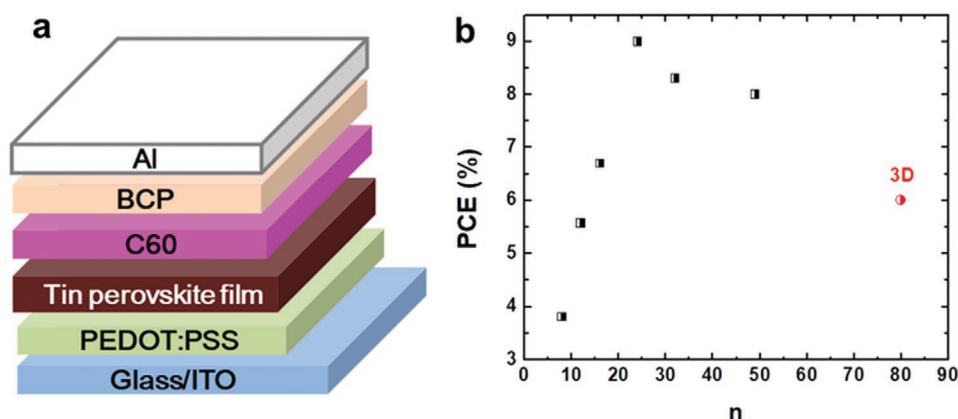 a
Al
BCP
C60
Tin perovskite film
PEDOT:PSS
Glass/ITO
b
9
8
7
6
5
4
3
PCE (%)
3D
0 10 20 30 40 50 60 70 80 90
n